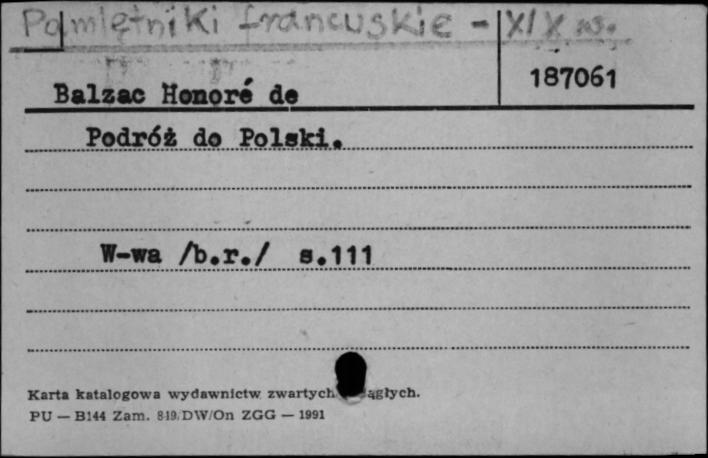 Pamiętniki francuskie - XIX w.
187061
Balzac Honoré de
Podróż do Polski.
W-wa /b.r./ s.111
Karta katalogowa wydawnictw zwartych ągłych.
PU — B144 Zam. 819/DW/On ZGG — 1991